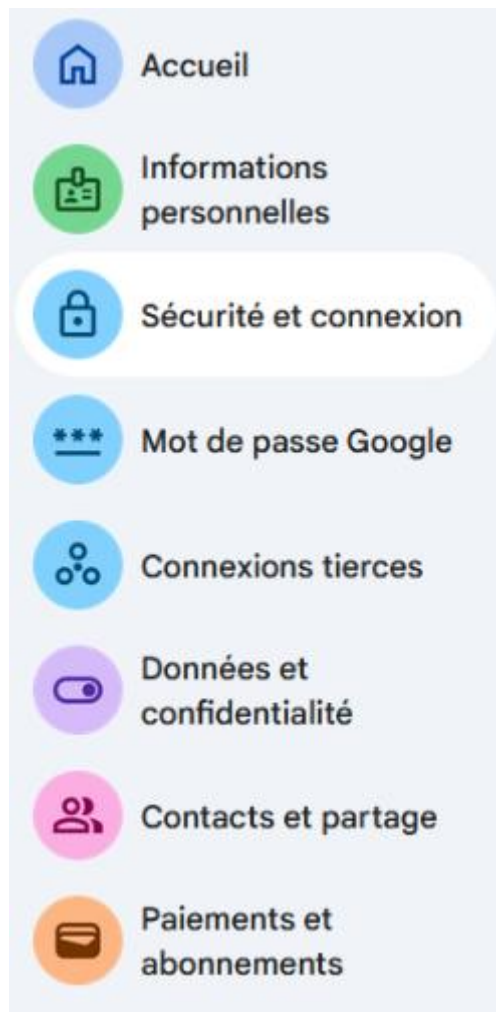 Accueil
Informations
personnelles
Sécurité et connexion
Mot de passe Google
Connexions tierces
Données et
confidentialité
Contacts et partage
Paiements et
abonnements